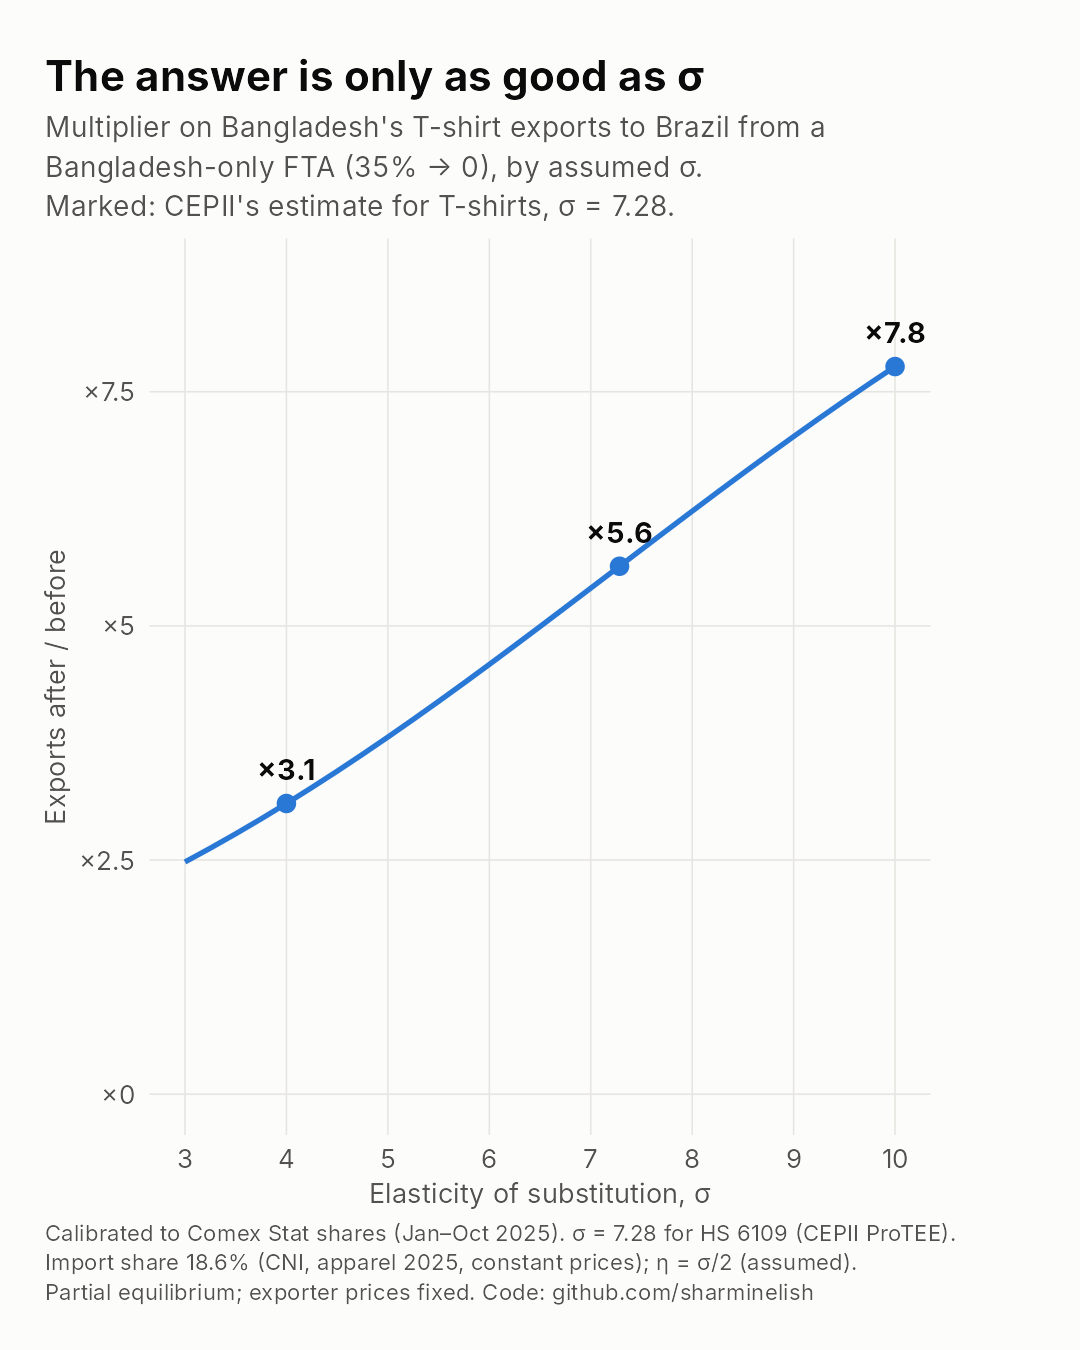 The answer is only as good as σ
Multiplier on Bangladesh's T-shirt exports to Brazil from a
Bangladesh-only FTA (35% → 0), by assumed σ.
Marked: CEPII's estimate for T-shirts, σ = 7.28.
×7.8
×7.5
×5.6
×5
Exports after / before
×3.1
×2.5
×0
3 4 5 6 7 8 9 10
Elasticity of substitution, σ
Calibrated to Comex Stat shares (Jan–Oct 2025). σ = 7.28 for HS 6109 (CEPII ProTEE).
Import share 18.6% (CNI, apparel 2025, constant prices); η = σ/2 (assumed).
Partial equilibrium; exporter prices fixed. Code: github.com/sharminelish